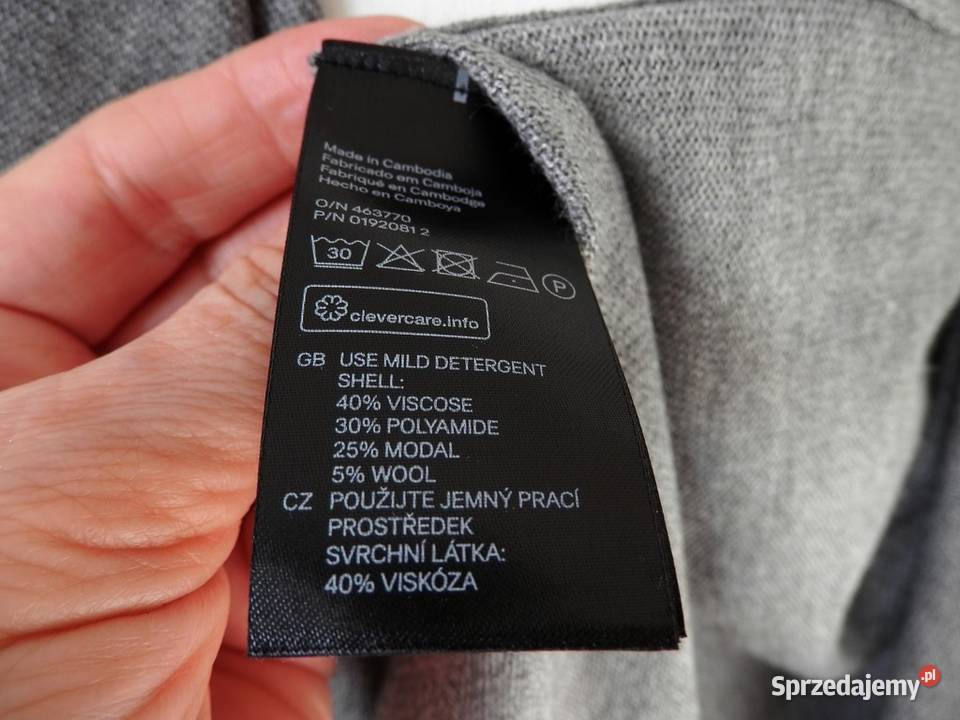 Made in Cambodia
Fabricado em Camboja
Fabriqué en Cambodge
Hecho en Camboya
O/N 463770
P/N 0192081 2
30 P
clevercare.info
GB USE MILD DETERGENT
SHELL:
40% VISCOSE
30% POLYAMIDE
25% MODAL
5% WOOL
CZ POUŽIJTE JEMNÝ PRACÍ
PROSTŘEDEK
SVRCHNÍ LÁTKA:
40% VISKÓZA
Sprzedajemy.pl